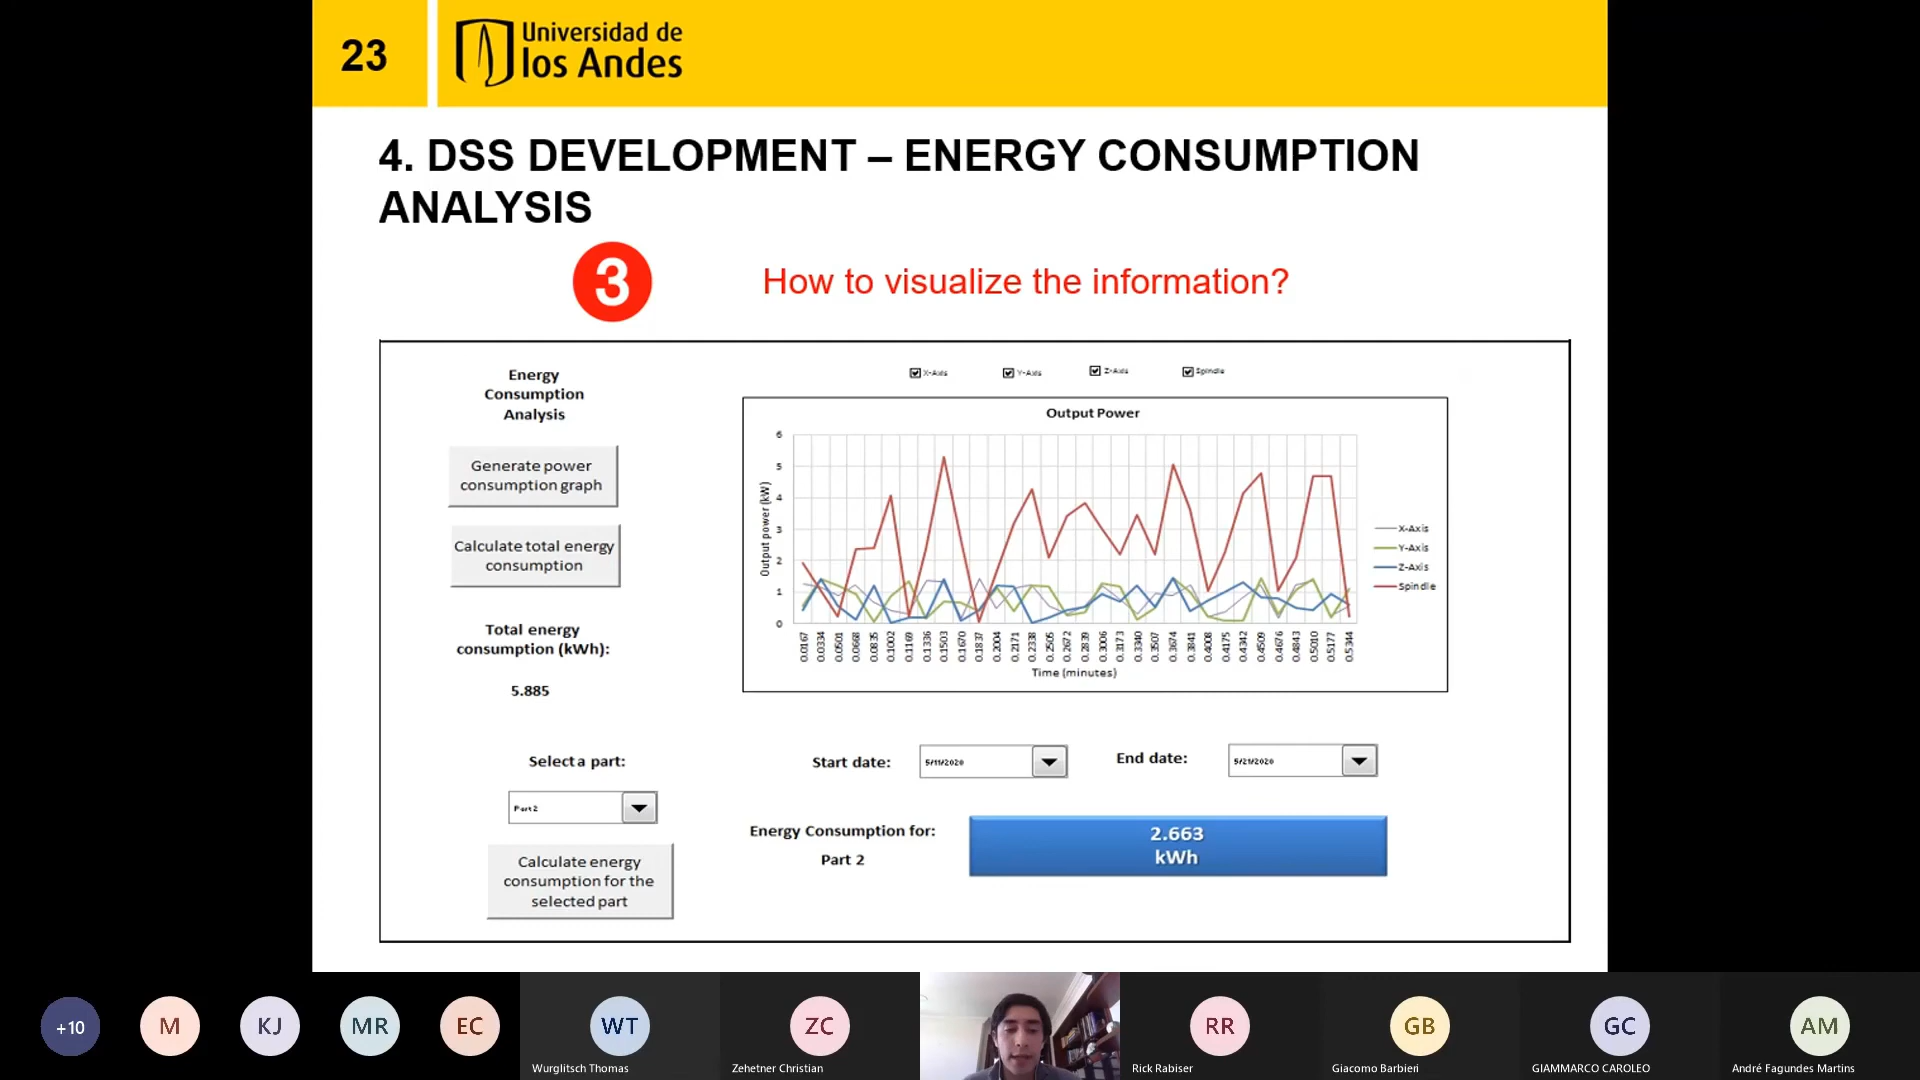 23
Universidad de
los Andes
4. DSS DEVELOPMENT – ENERGY CONSUMPTION
ANALYSIS
3
How to visualize the information?
Energy
Consumption
Analysis
Generate power
consumption graph
Calculate total energy
consumption
Total energy
consumption (kWh):
5.885
X-Axis
Y-Axis
Z-Axis
Spindle
Output Power
Output power (kW)
6
5
4
3
2
1
0
0.0167
0.0334
0.0501
0.0668
0.0835
0.1002
0.1169
0.1336
0.1503
0.1670
0.1837
0.2004
0.2171
0.2338
0.2505
0.2672
0.2839
0.3006
0.3173
0.3340
0.3507
0.3674
0.3841
0.4008
0.4175
0.4342
0.4509
0.4676
0.4843
0.5010
0.5177
0.5344
Time (minutes)
X-Axis
Y-Axis
Z-Axis
Spindle
Select a part:
Part 2
Calculate energy
consumption for the
selected part
Start date:
5/11/2020
End date:
5/21/2020
Energy Consumption for:
Part 2
2.663
kWh
+10
M
KJ
MR
EC
WT
Wurglitsch Thomas
ZC
Zehetner Christian
RR
Rick Rabiser
GB
Giacomo Barbieri
GC
GIAMMARCO CAROLEO
AM
André Fagundes Martins